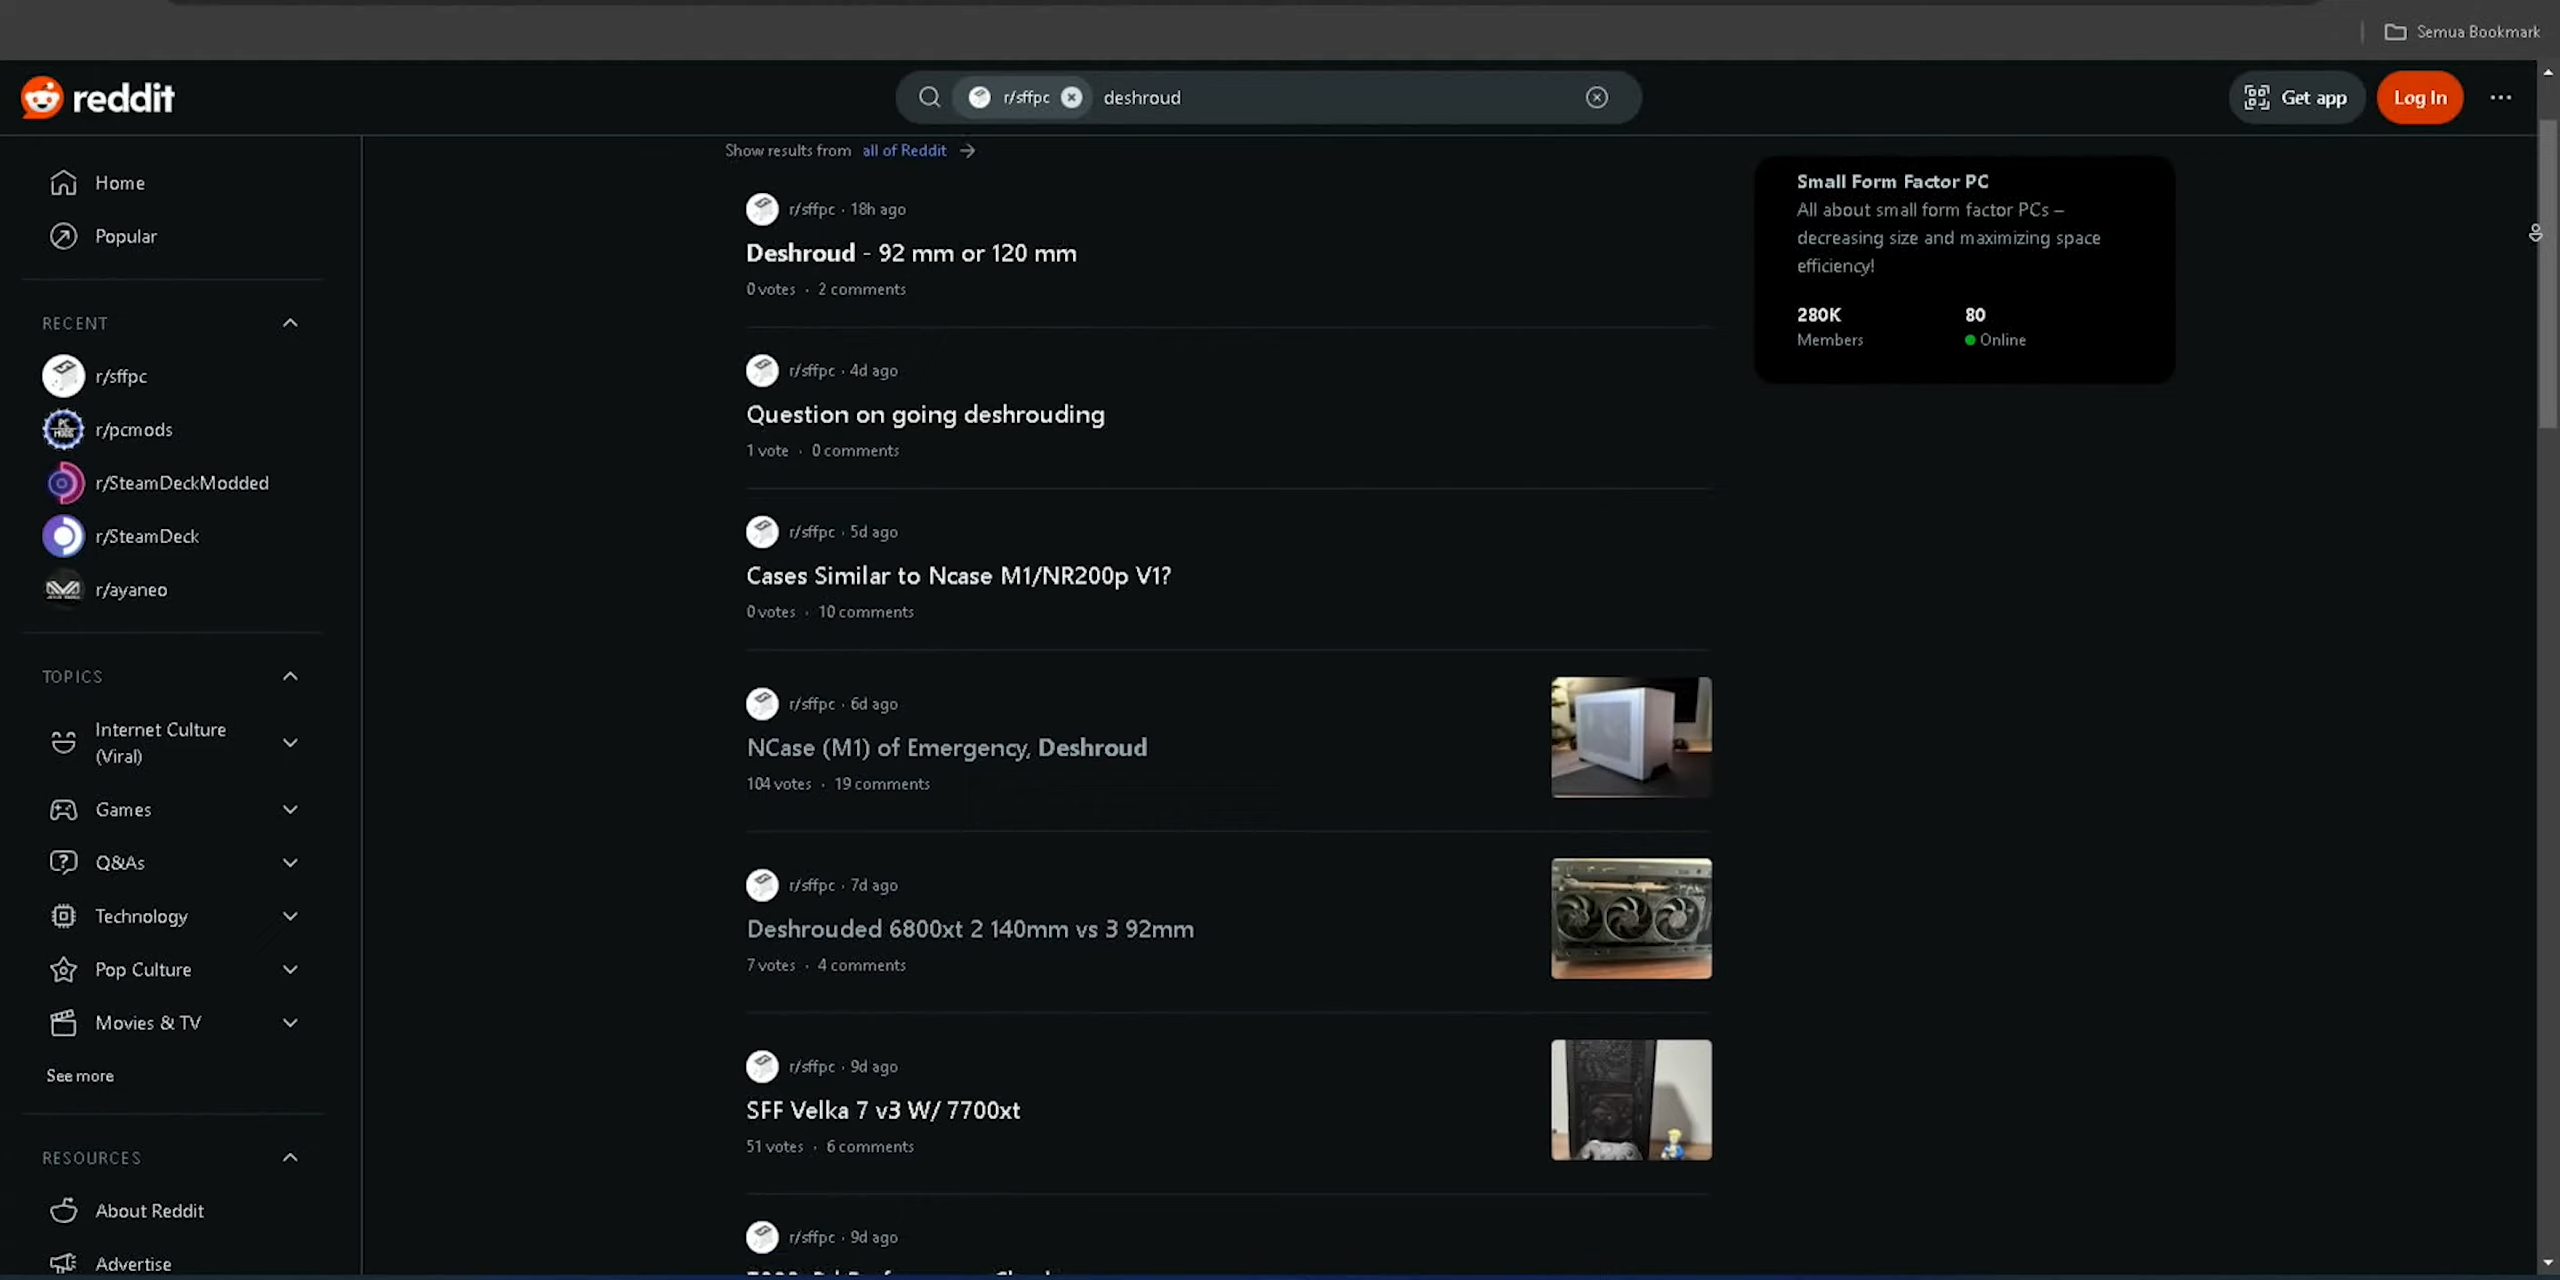 Semua Bookmark
reddit
r/sffpc
deshroud
Get app
Log In
Home
Popular
RECENT
r/sffpc
r/pcmods
r/SteamDeckModded
r/SteamDeck
r/ayaneo
TOPICS
Internet Culture
(Viral)
Games
Q&As
Technology
Pop Culture
Movies & TV
See more
RESOURCES
About Reddit
Advertise
Show results from all of Reddit
r/sffpc · 18h ago
Deshroud - 92 mm or 120 mm
0 votes · 2 comments
r/sffpc · 4d ago
Question on going deshrouding
1 vote · 0 comments
r/sffpc · 5d ago
Cases Similar to Ncase M1/NR200p V1?
0 votes · 10 comments
r/sffpc · 6d ago
NCase (M1) of Emergency, Deshroud
104 votes · 19 comments
r/sffpc · 7d ago
Deshrouded 6800xt 2 140mm vs 3 92mm
7 votes · 4 comments
r/sffpc · 9d ago
SFF Velka 7 v3 W/ 7700xt
51 votes · 6 comments
r/sffpc · 9d ago
Small Form Factor PC
All about small form factor PCs –
decreasing size and maximizing space
efficiency!
280K
Members
80
Online